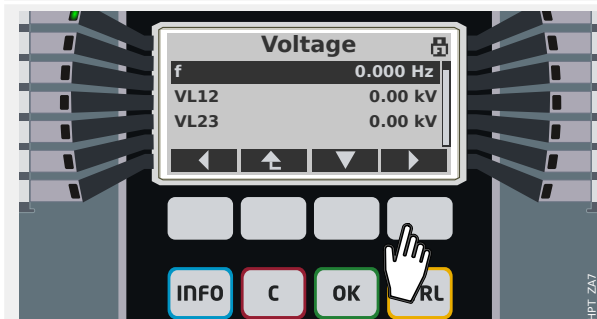 Voltage
f 0.000 Hz
VL12 0.00 kV
VL23 0.00 kV
INFO C OK RL
HPT ZA7